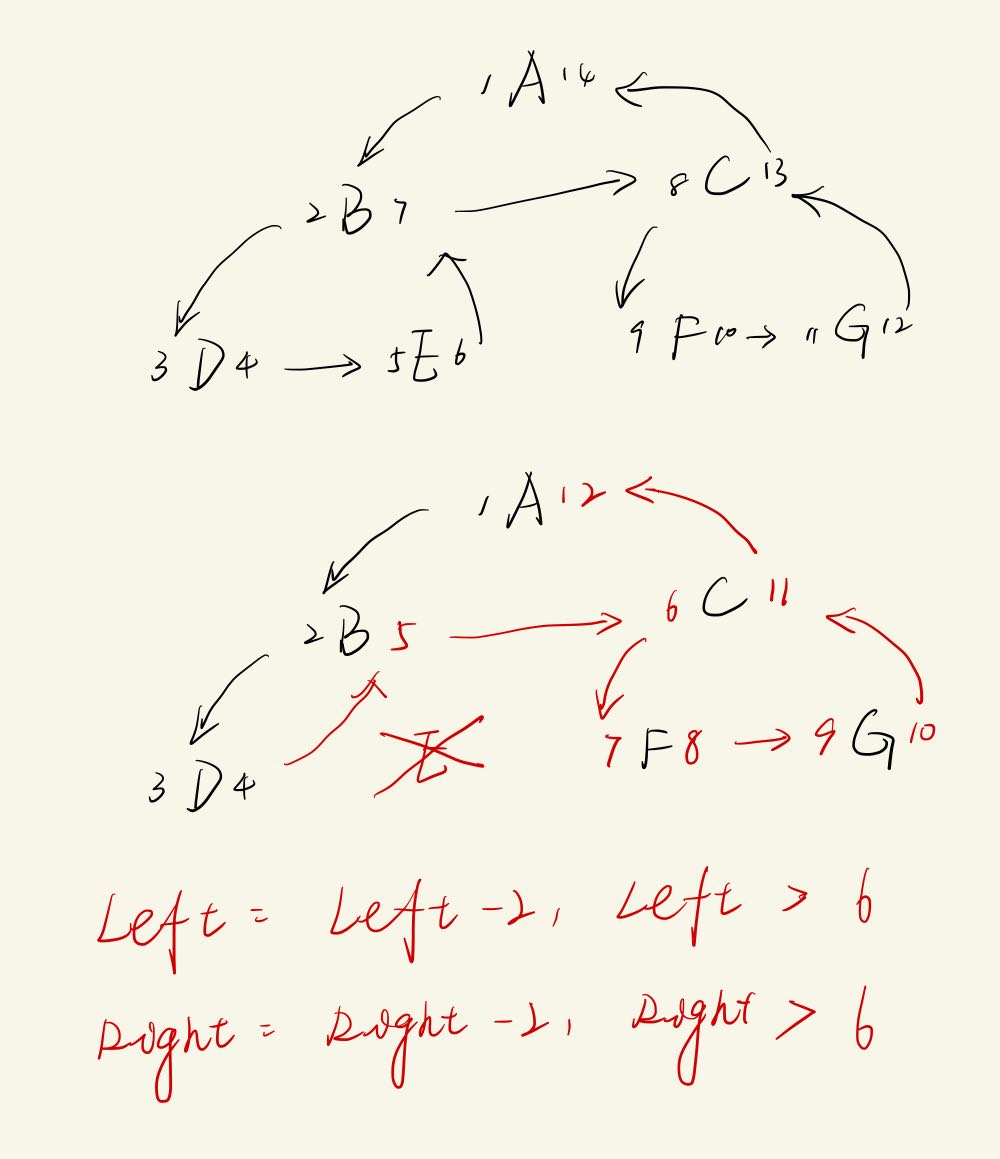 1 A 14
2 B 7 8 C 13
3 D 4 5 E 6 9 F 10 11 G 12
1 A 12
2 B 5 6 C 11
3 D 4 E 7 F 8 9 G 10
Left = Left - 2, Left > 6
Right = Right - 2, Right > 6